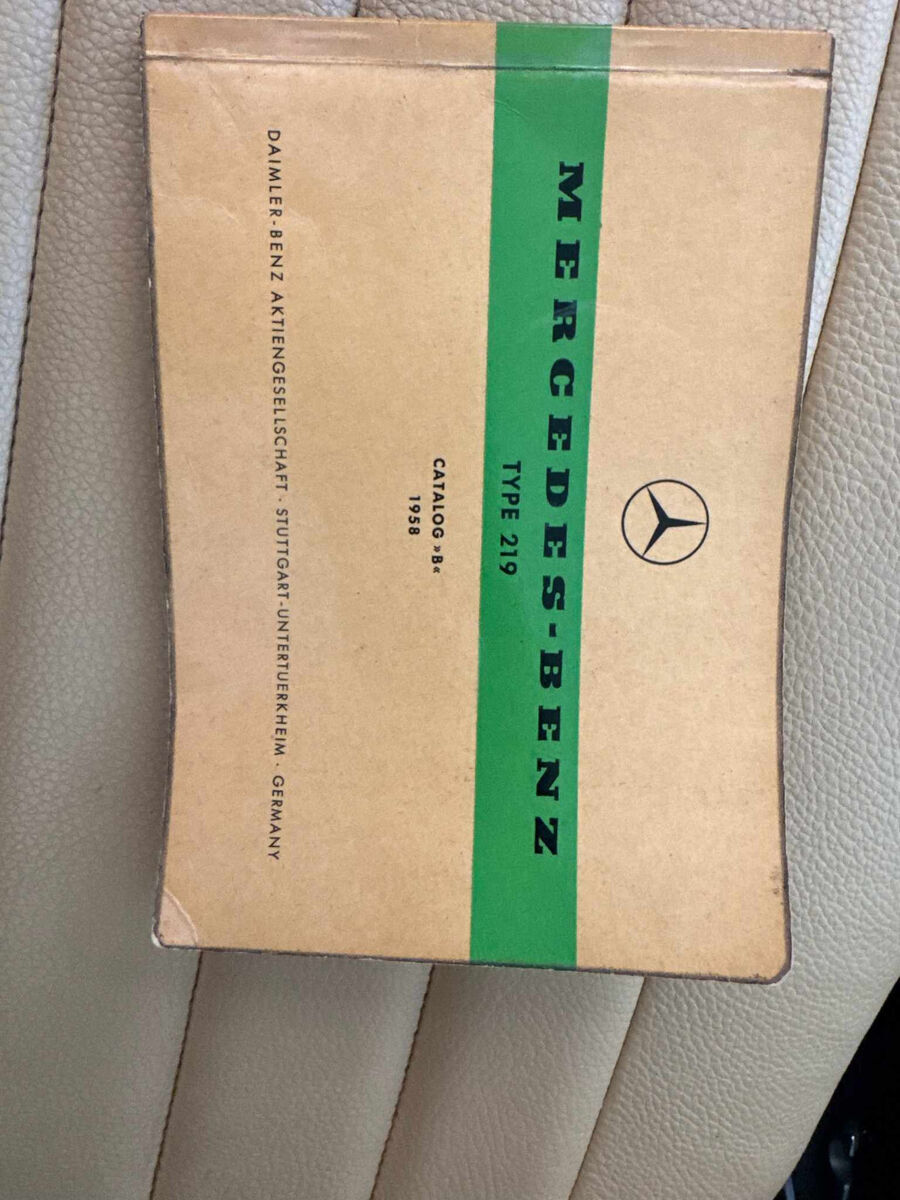 MERCEDES-BENZ
TYPE 219
CATALOG »B«
1958
DAIMLER-BENZ AKTIENGESELLSCHAFT · STUTTGART-UNTERTUERKHEIM · GERMANY